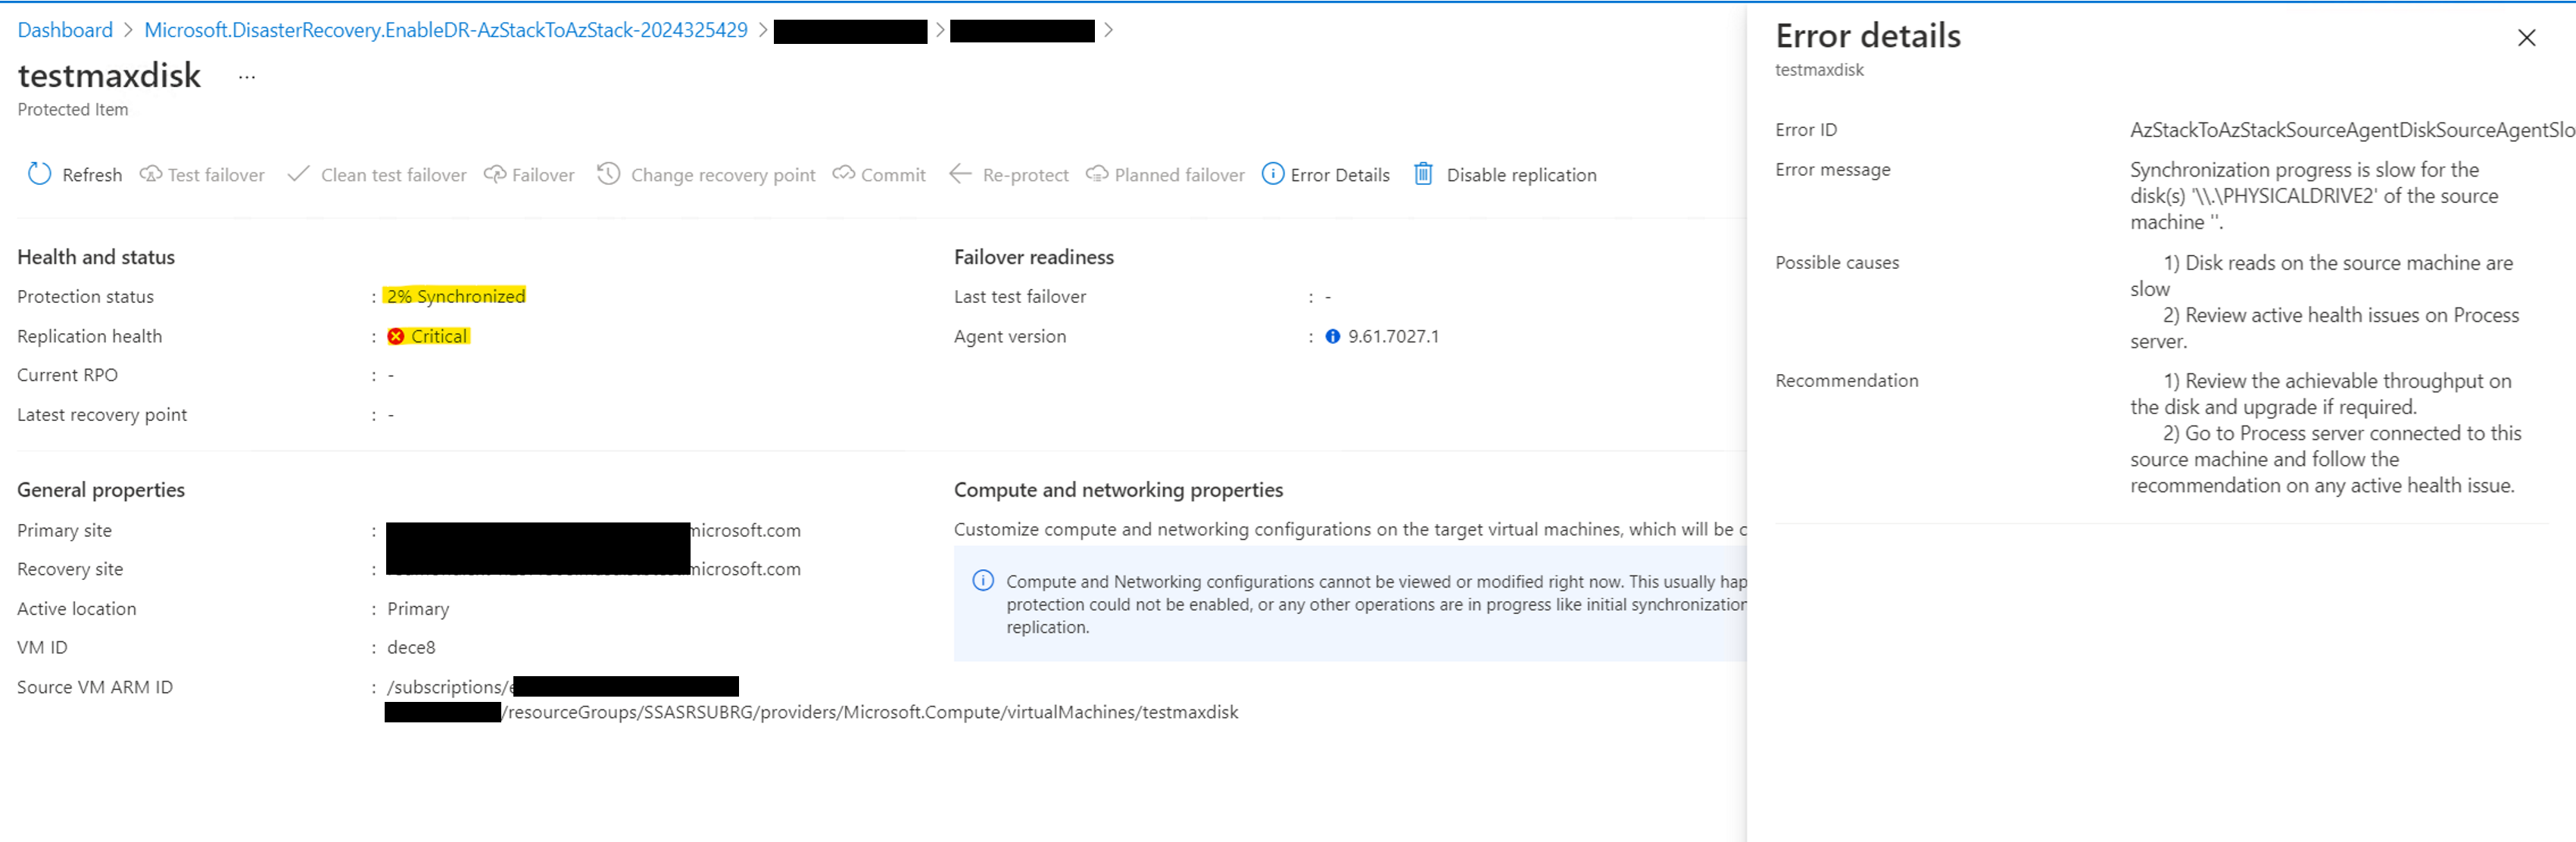 Dashboard > Microsoft.DisasterRecovery.EnableDR-AzStackToAzStack-2024325429 > > >
testmaxdisk ...
Protected Item
Refresh Test failover Clean test failover Failover Change recovery point Commit Re-protect Planned failover Error Details Disable replication
Health and status
Protection status : 2% Synchronized
Replication health : Critical
Current RPO : -
Latest recovery point : -
Failover readiness
Last test failover : -
Agent version : 9.61.7027.1
General properties
Primary site : microsoft.com
Recovery site : microsoft.com
Active location : Primary
VM ID : dece8
Source VM ARM ID : /subscriptions/
/resourceGroups/SSASRSUBRG/providers/Microsoft.Compute/virtualMachines/testmaxdisk
Compute and networking properties
Customize compute and networking configurations on the target virtual machines, which will be c
Compute and Networking configurations cannot be viewed or modified right now. This usually hap
protection could not be enabled, or any other operations are in progress like initial synchronization
replication.
Error details
testmaxdisk
Error ID AzStackToAzStackSourceAgentDiskSourceAgentSlo
Error message Synchronization progress is slow for the
disk(s) '\\.\PHYSICALDRIVE2' of the source
machine ''.
Possible causes 1) Disk reads on the source machine are
slow
2) Review active health issues on Process
server.
Recommendation 1) Review the achievable throughput on
the disk and upgrade if required.
2) Go to Process server connected to this
source machine and follow the
recommendation on any active health issue.